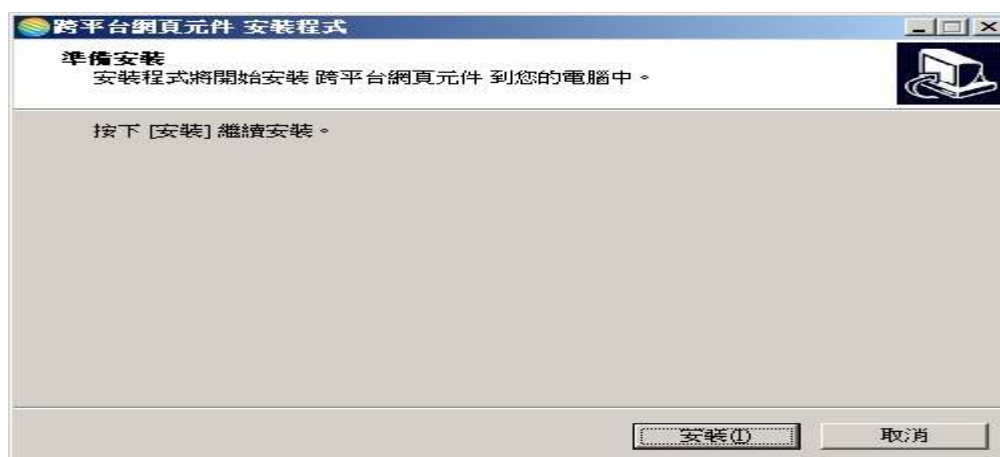 跨平台網頁元件 安裝程式
準備安裝
安裝程式將開始安裝 跨平台網頁元件 到您的電腦中。
按下 [安裝] 繼續安裝。
安裝(I)
取消